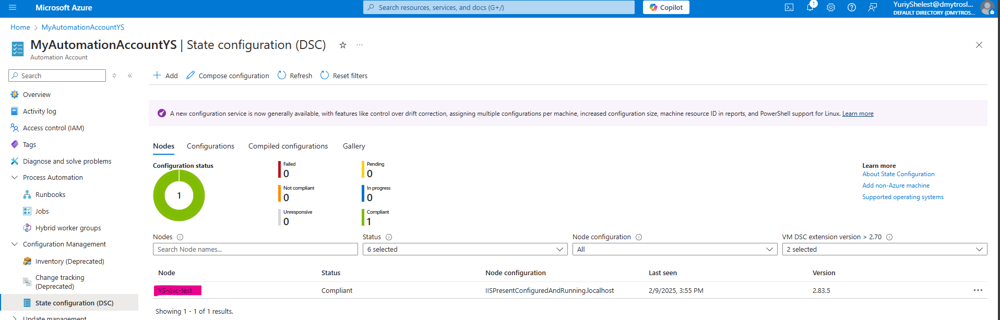 Microsoft Azure
Search resources, services, and docs (G+/)
Copilot
1
YuriyShelest@dmytrosl...
DEFAULT DIRECTORY (DMYTROS...
Home > MyAutomationAccountYS
MyAutomationAccountYS | State configuration (DSC)
Automation Account
Search
Overview
Activity log
Access control (IAM)
Tags
Diagnose and solve problems
Process Automation
Runbooks
Jobs
Hybrid worker groups
Configuration Management
Inventory (Deprecated)
Change tracking
(Deprecated)
State configuration (DSC)
Update management
Add
Compose configuration
Refresh
Reset filters
A new configuration service is now generally available, with features like control over drift correction, assigning multiple configurations per machine, increased configuration size, machine resource ID in reports, and PowerShell support for Linux. Learn more
Nodes
Configurations
Compiled configurations
Gallery
Configuration status
1
Failed
0
Pending
0
Not compliant
0
In progress
0
Unresponsive
0
Compliant
1
Learn more
About State Configuration
Add non-Azure machine
Supported operating systems
Nodes
Search Node names...
Status
6 selected
Node configuration
All
VM DSC extension version > 2.70
2 selected
Node Status Node configuration Last seen Version
YS-dsc-test Compliant IISPresentConfiguredAndRunning.localhost 2/9/2025, 3:55 PM 2.83.5
Showing 1 - 1 of 1 results.